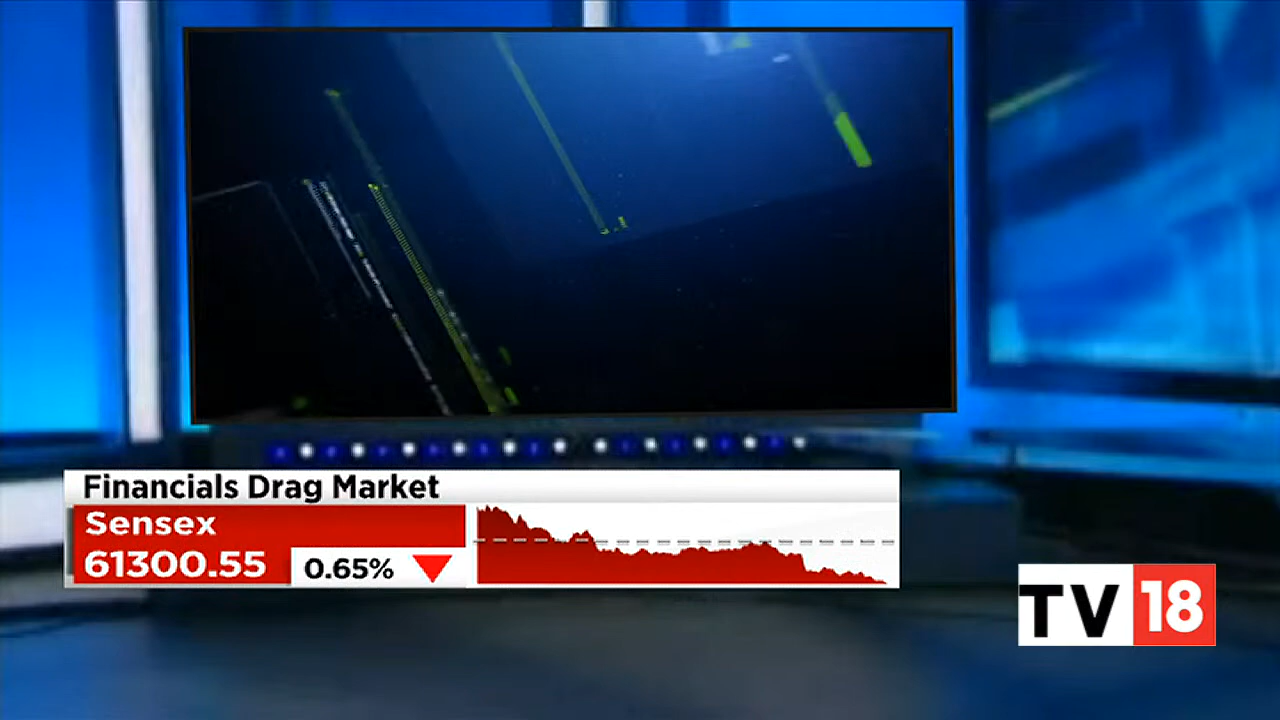 Financials Drag Market
Sensex
61300.55
0.65%
TV18